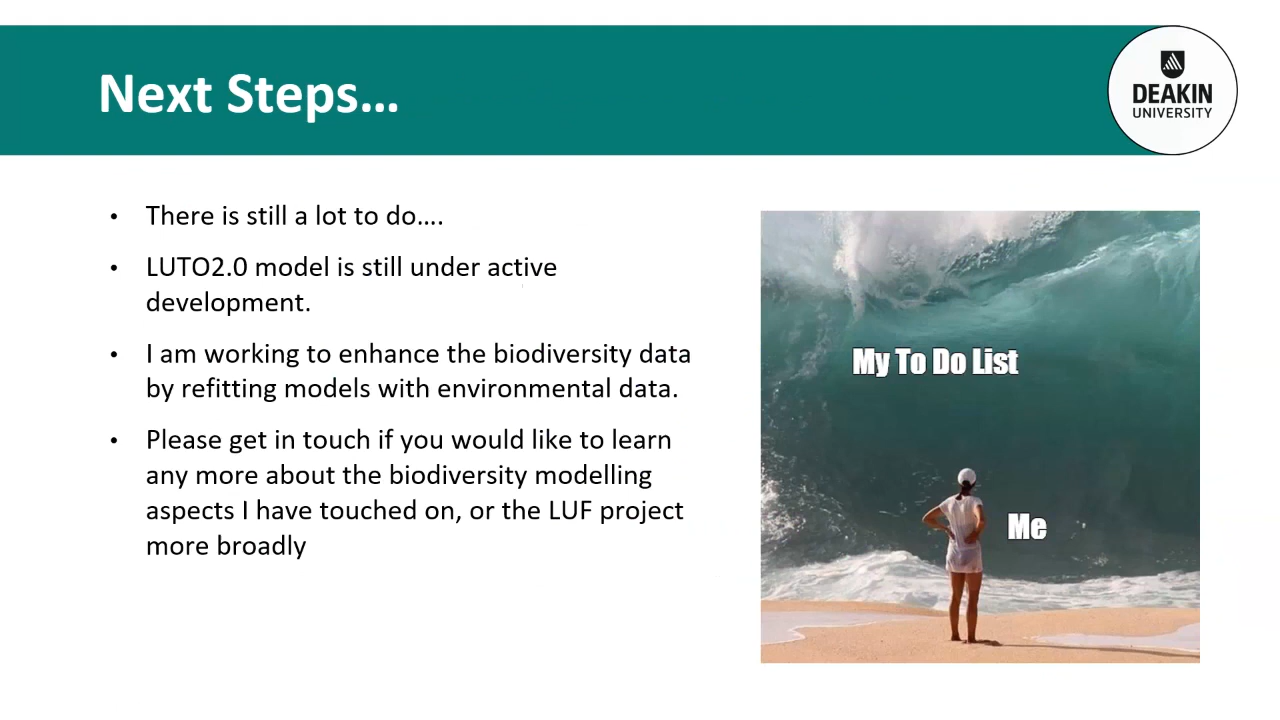 Next Steps...
DEAKIN
UNIVERSITY
• There is still a lot to do....
• LUTO2.0 model is still under active
development.
• I am working to enhance the biodiversity data
by refitting models with environmental data.
• Please get in touch if you would like to learn
any more about the biodiversity modelling
aspects I have touched on, or the LUF project
more broadly
My To Do List
Me